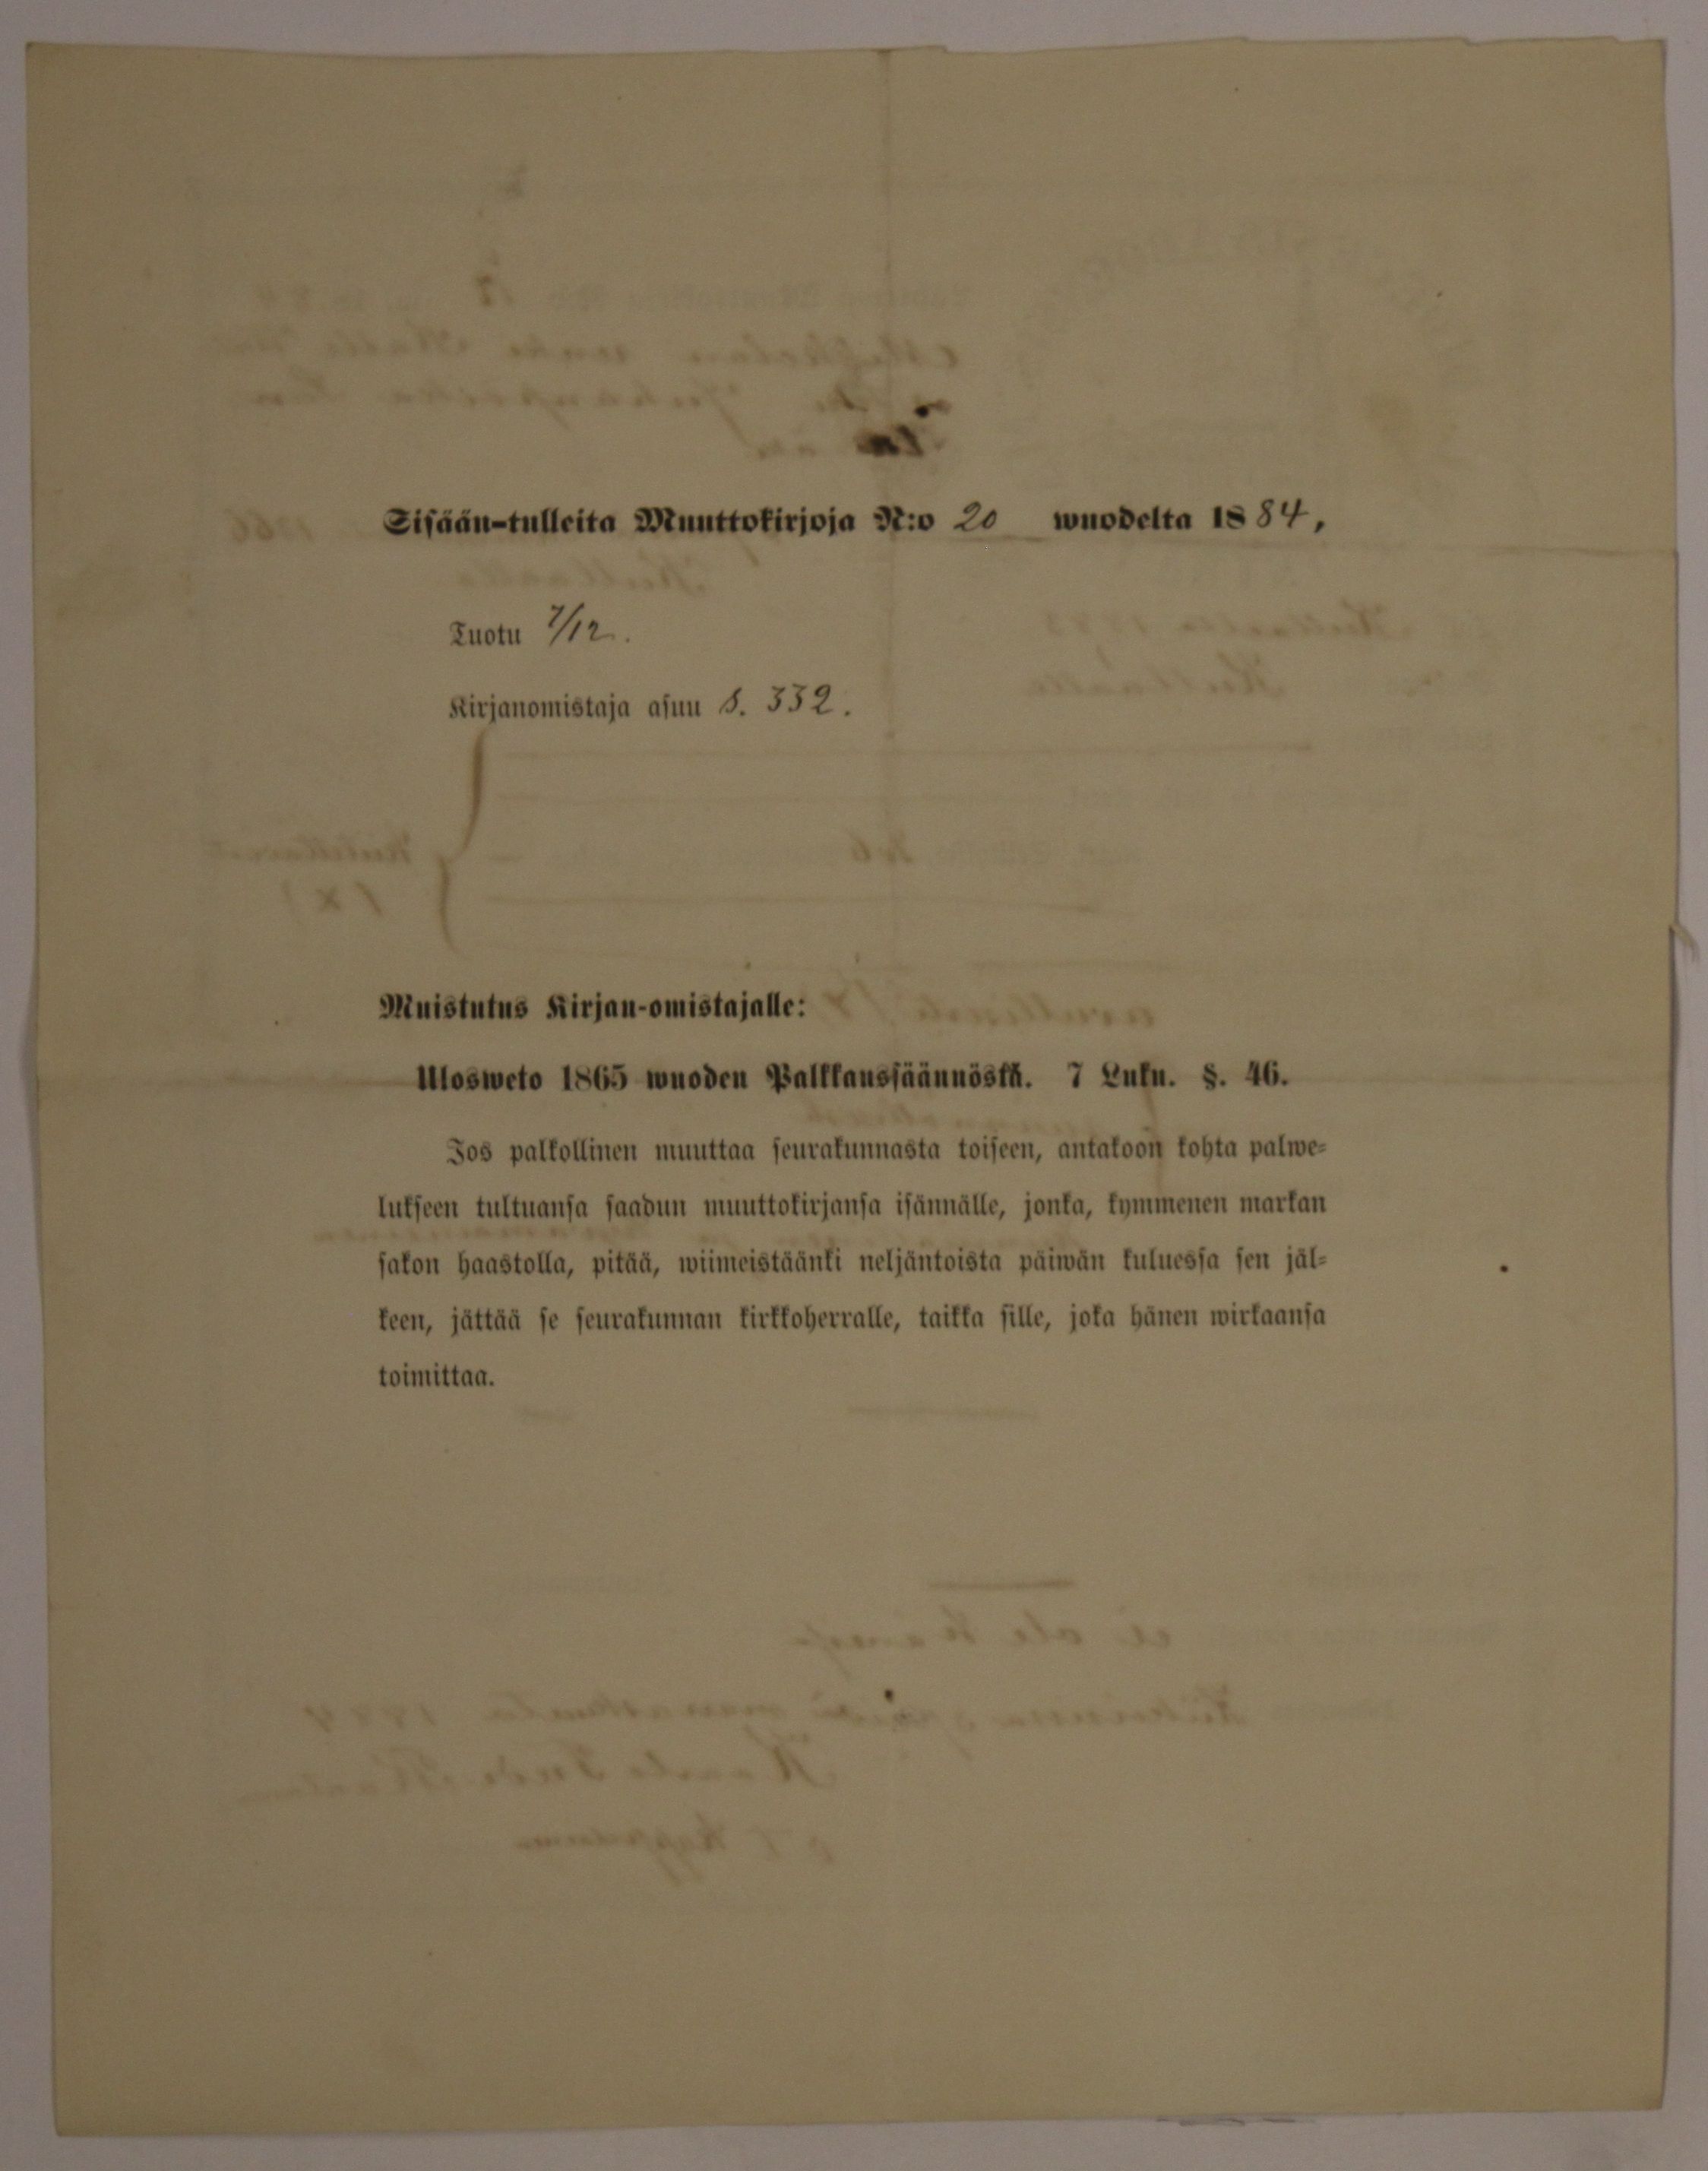 Sisään-tulleita Muuttokirjoja N:o 20 wuodelta 1884,
Tuotu 7/12.
Kirjanomistaja asuu S. 332.
Muistutus Kirjan-omistajalle:
Ulosweto 1865 wuoden Palkkaussäännöstä. 7 Luku. §. 46.
Jos palkollinen muuttaa seurakunnasta toiseen, antakoon kohta palwe-
lukseen tultuansa saadun muuttokirjansa isännälle, jonka, kymmenen markan
sakon haastolla, pitää, wiimeistäänki neljäntoista päiwän kuluessa sen jäl-
keen, jättää se seurakunnan kirkkoherralle, taikka sille, joka hänen wirkaansa
toimittaa.